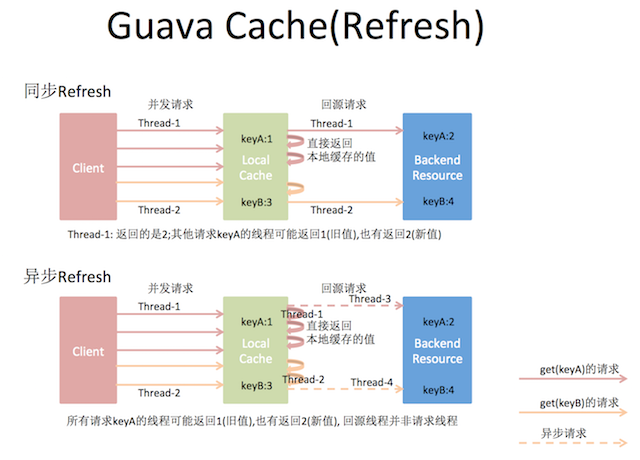 Guava Cache(Refresh)
同步Refresh
并发请求
回源请求
Thread-1
Thread-1
keyA:1
keyA:2
直接返回
本地缓存的值
Client
Local
Cache
Backend
Resource
keyB:3
keyB:4
Thread-2
Thread-2
Thread-1: 返回的是2;其他请求keyA的线程可能返回1(旧值),也有返回2(新值)
异步Refresh
并发请求
回源请求
Thread-3
Thread-1
Thread-1
keyA:1
keyA:2
直接返回
本地缓存的值
Client
Local
Cache
Backend
Resource
Thread-2
Thread-2
Thread-4
keyB:3
keyB:4
get(keyA)的请求
get(keyB)的请求
异步请求
所有请求keyA的线程可能返回1(旧值),也有返回2(新值), 回源线程并非请求线程